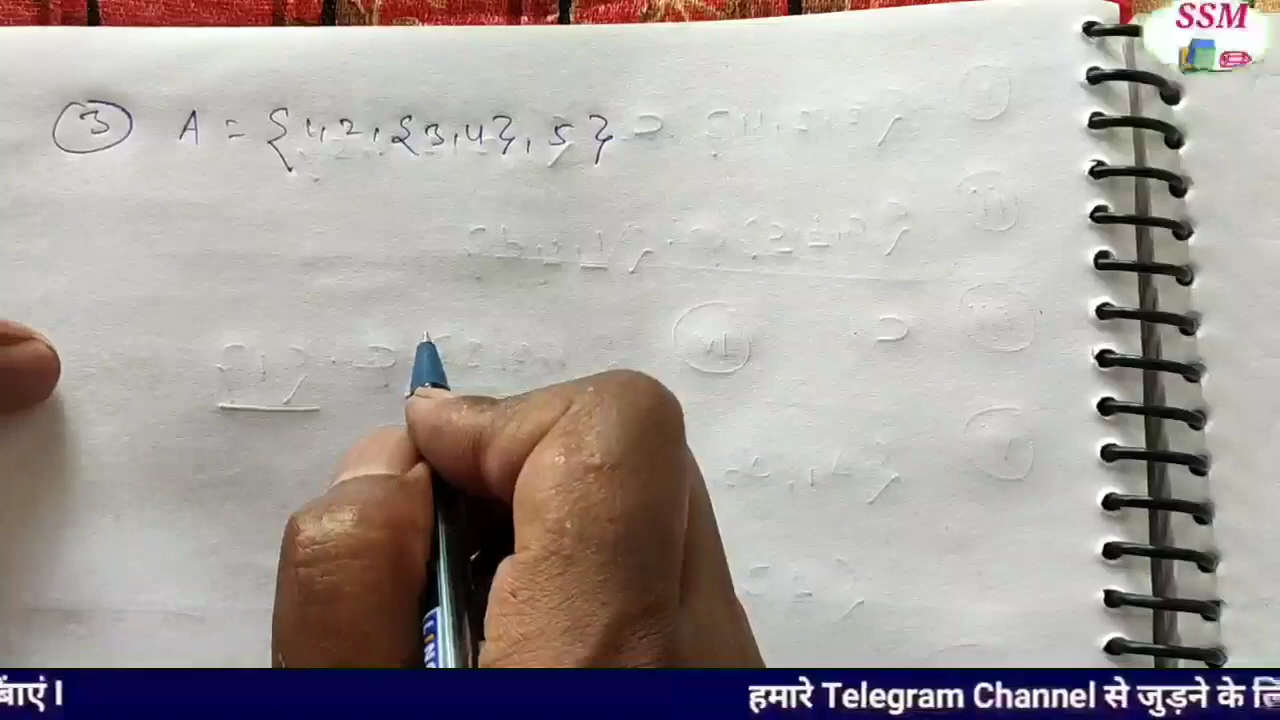 SSM
③ A = {1,2,{3,4},5}
बाएं l हमारे Telegram Channel से जुड़ने के